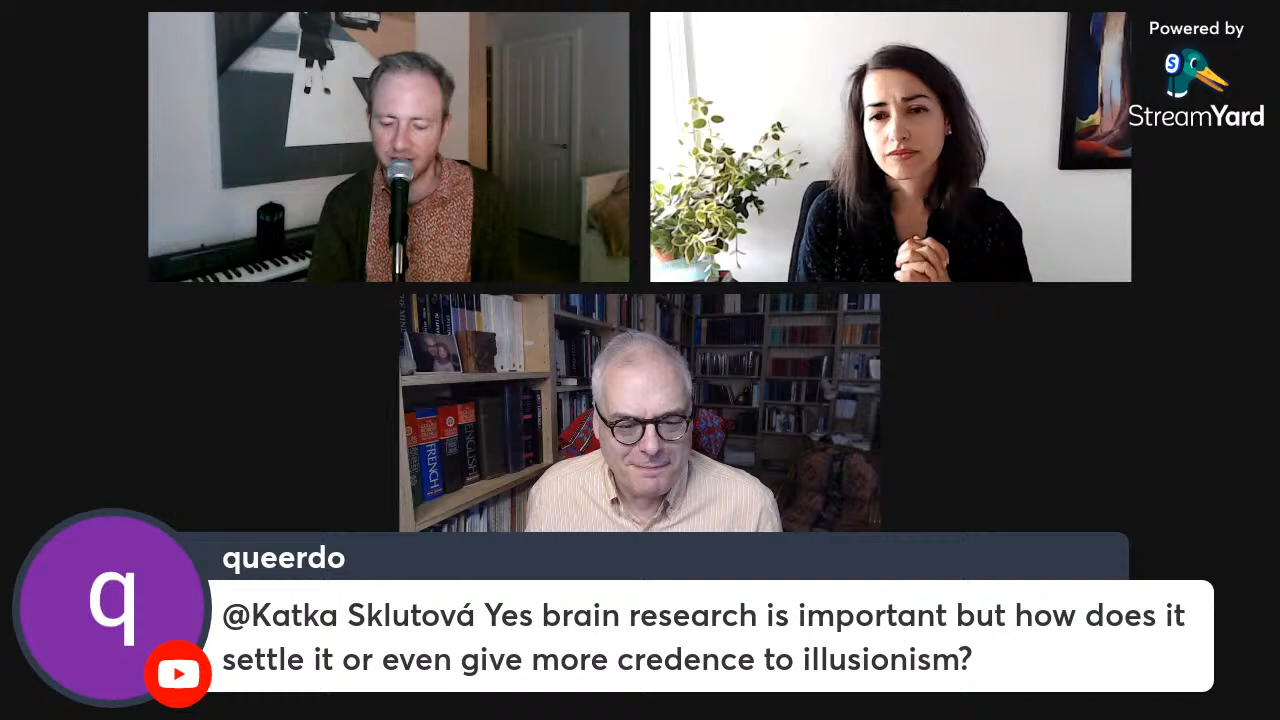 Powered by
StreamYard
FRENCH
ENGLISH
queerdo
q
@Katka Sklutová Yes brain research is important but how does it
settle it or even give more credence to illusionism?